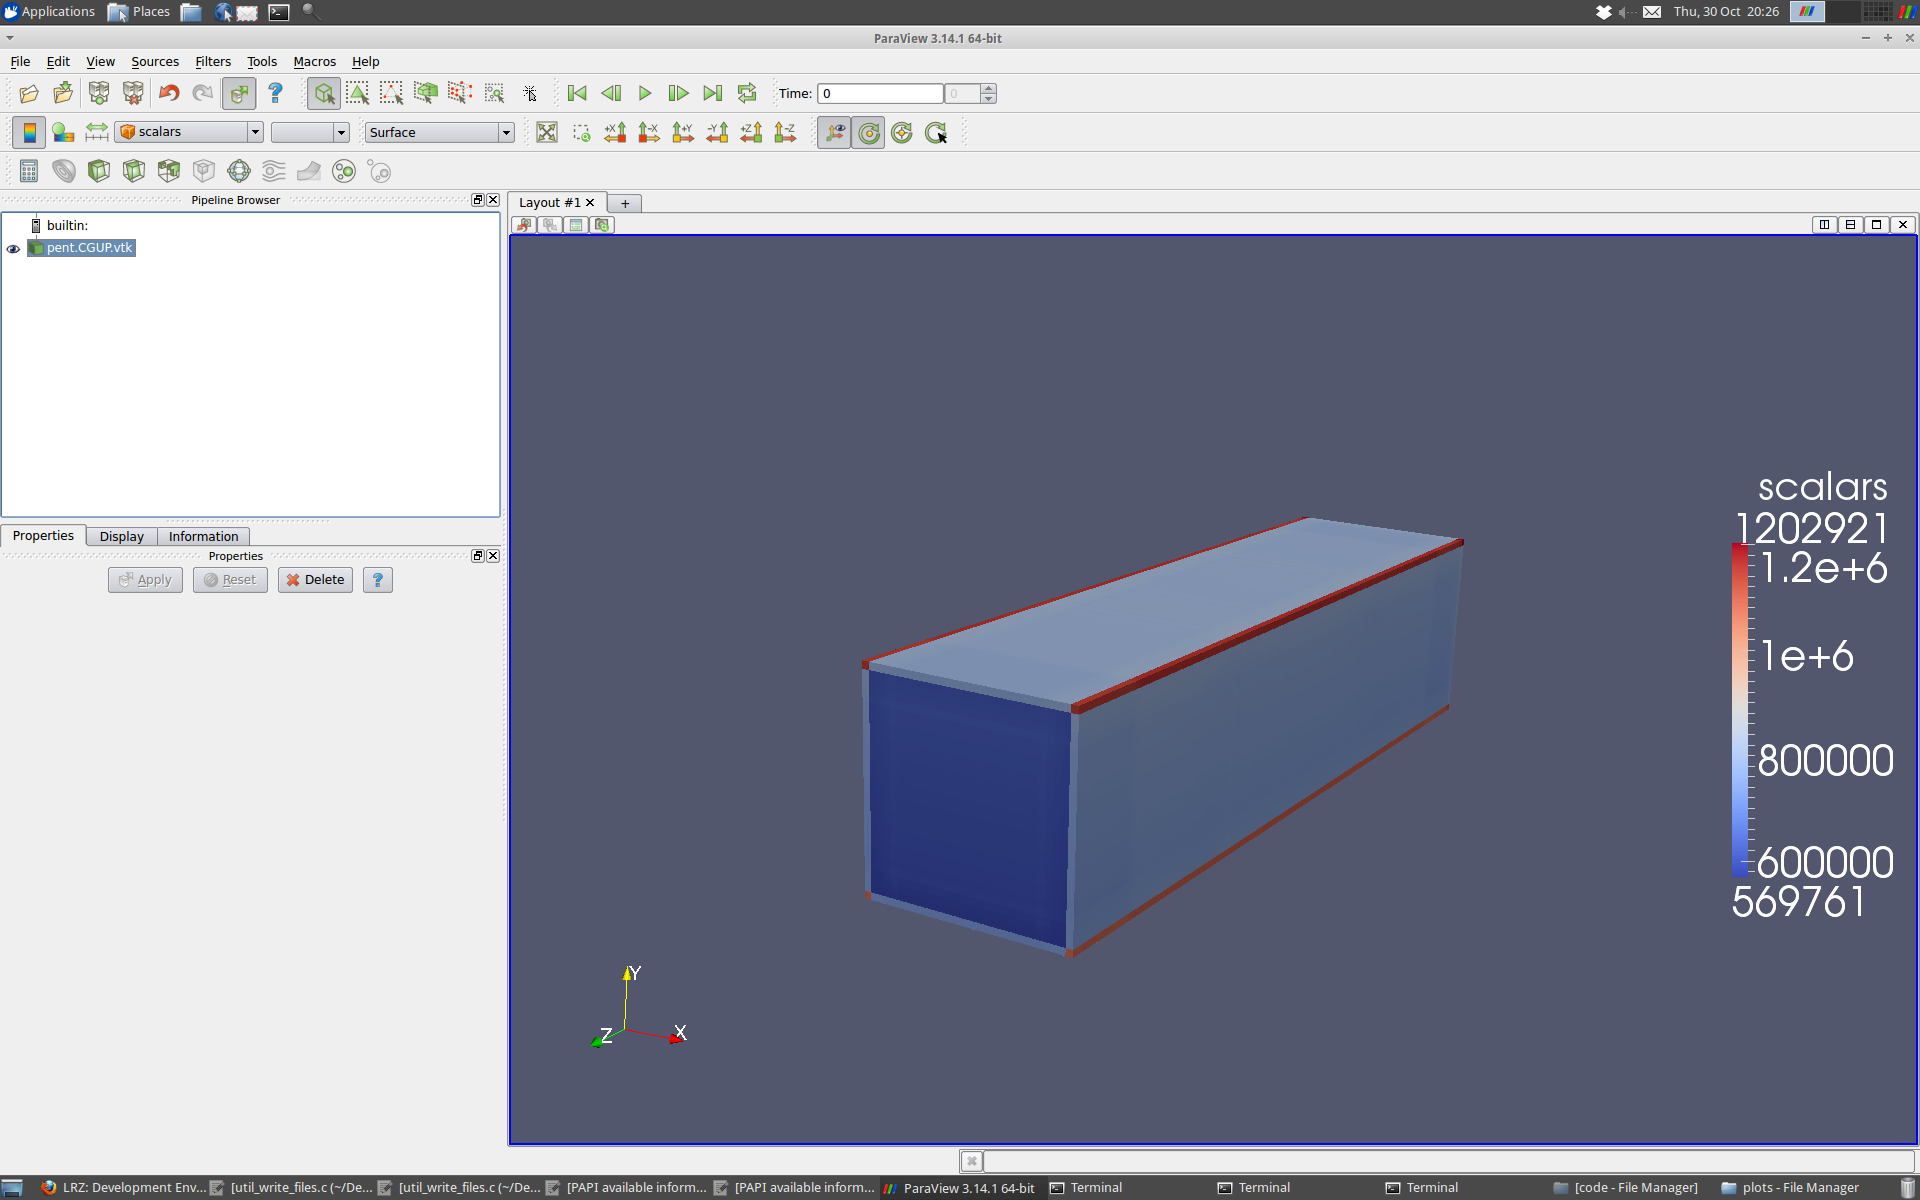 Applications Places Thu, 30 Oct 20:26
ParaView 3.14.1 64-bit
File Edit View Sources Filters Tools Macros Help
Time: 0 0
scalars Surface +X -X +Y -Y +Z -Z
Pipeline Browser
Layout #1
builtin:
pent.CGUP.vtk
Properties Display Information
Properties
Apply Reset Delete ?
scalars
1202921
1.2e+6
1e+6
800000
600000
569761
Y
Z
X
LRZ: Development Env... [util_write_files.c (~/De... [util_write_files.c (~/De... [PAPI available inform... [PAPI available inform... ParaView 3.14.1 64-bit Terminal Terminal Terminal [code - File Manager] plots - File Manager